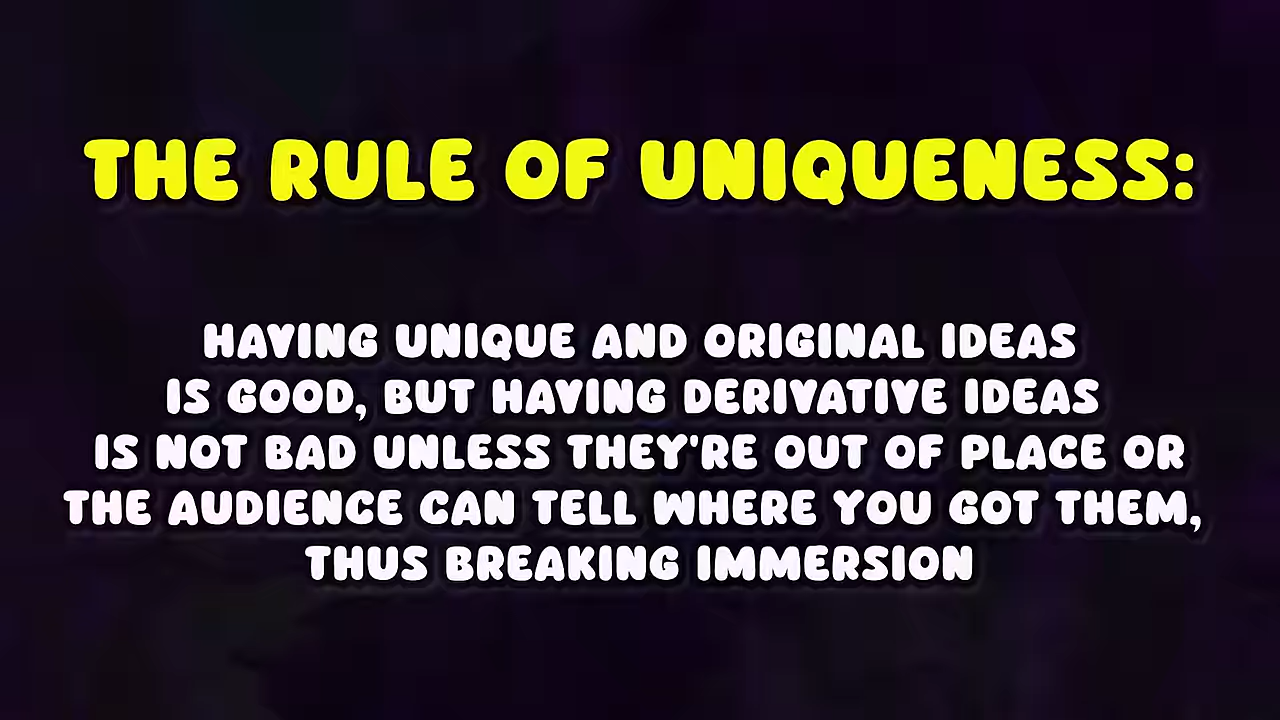 THE RULE OF UNIQUENESS:
HAVING UNIQUE AND ORIGINAL IDEAS
IS GOOD, BUT HAVING DERIVATIVE IDEAS
IS NOT BAD UNLESS THEY'RE OUT OF PLACE OR
THE AUDIENCE CAN TELL WHERE YOU GOT THEM,
THUS BREAKING IMMERSION